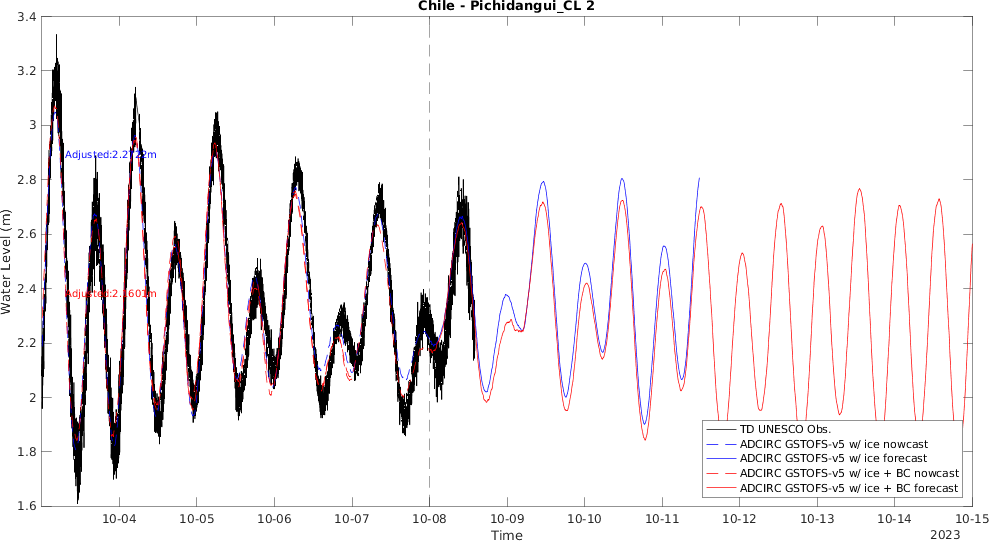 Chile - Pichidangui_CL 2
3.4
3.2
3
2.8
2.6
2.4
2.2
2
1.8
1.6
Water Level (m)
Adjusted:2.2722m
Adjusted:2.1601m
10-04
10-05
10-06
10-07
10-08
10-09
10-10
10-11
10-12
10-13
10-14
10-15
Time
2023
TD UNESCO Obs.
ADCIRC GSTOFS-v5 w/ ice nowcast
ADCIRC GSTOFS-v5 w/ ice forecast
ADCIRC GSTOFS-v5 w/ ice + BC nowcast
ADCIRC GSTOFS-v5 w/ ice + BC forecast